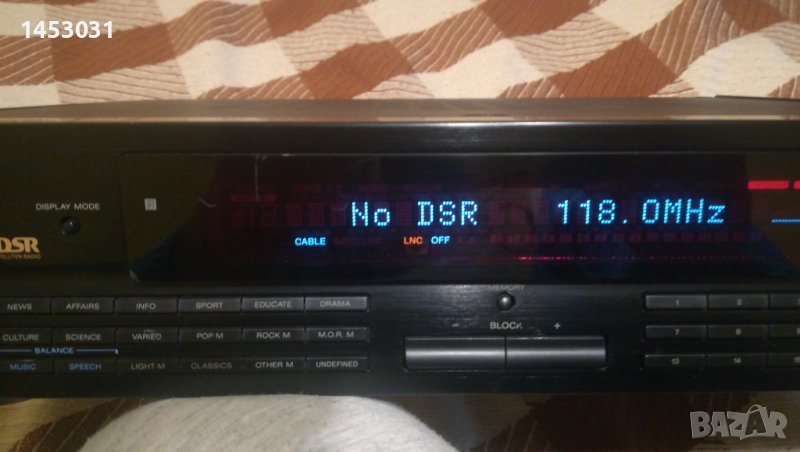 1453031
DISPLAY MODE
No DSR 118.0MHz
CABLE SATELLITE LNC OFF
DSR
SATELLITEN RADIO
MEMORY
NEWS AFFAIRS INFO SPORT EDUCATE DRAMA
CULTURE SCIENCE VARIED POP M ROCK M M.O.R. M
BALANCE
MUSIC SPEECH LIGHT M CLASSICS OTHER M UNDEFINED
− BLOCK +
1 2
7 8
13 14
BAZAR